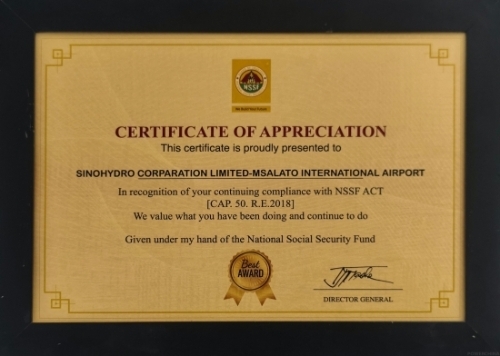 NSSF
CERTIFICATE OF APPRECIATION
This certificate is proudly presented to
SINOHYDRO CORPARATION LIMITED-MSALATO INTERNATIONAL AIRPORT
In recognition of your continuing compliance with NSSF ACT
[CAP. 50. R.E.2018]
We value what you have been doing and continue to do
Given under my hand of the National Social Security Fund
Best
AWARD
DIRECTOR GENERAL